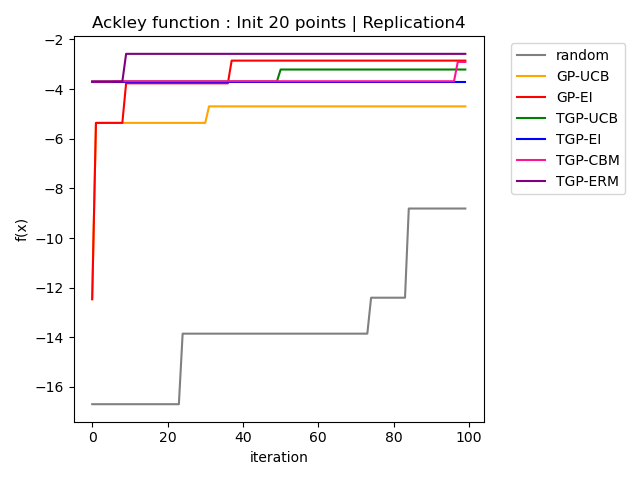 Ackley function : Init 20 points | Replication4
−2
−4
−6
−8
−10
−12
−14
−16
f(x)
0 20 40 60 80 100
iteration
random
GP-UCB
GP-EI
TGP-UCB
TGP-EI
TGP-CBM
TGP-ERM